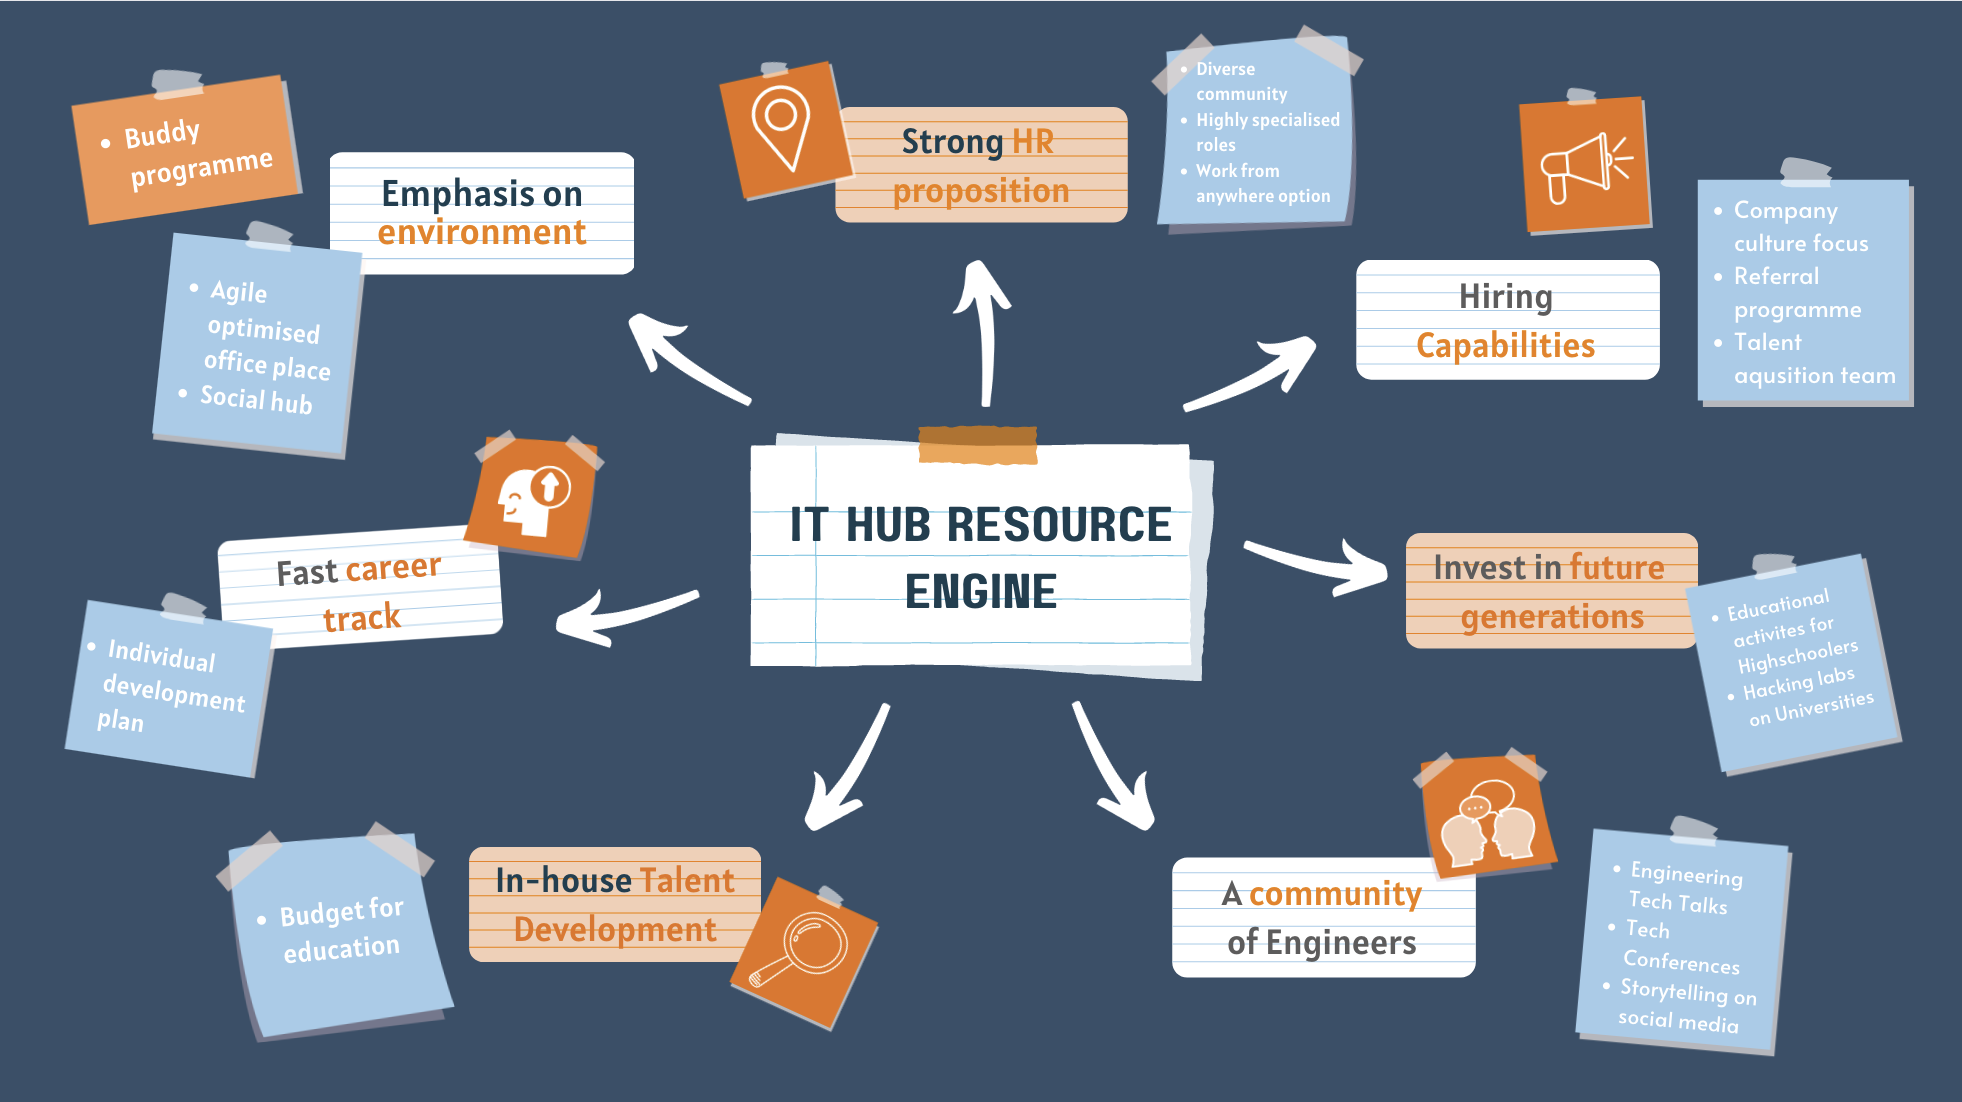 IT HUB RESOURCE
ENGINE
Emphasis on
environment
Buddy
programme
Agile
optimised
office place
Social hub
Strong HR
proposition
Diverse
community
Highly specialised
roles
Work from
anywhere option
Hiring
Capabilities
Company
culture focus
Referral
programme
Talent
aqusition team
Invest in future
generations
Educational
activites for
Highschoolers
Hacking labs
on Universities
A community
of Engineers
Engineering
Tech Talks
Tech
Conferences
Storytelling on
social media
In-house Talent
Development
Budget for
education
Fast career
track
Individual
development
plan